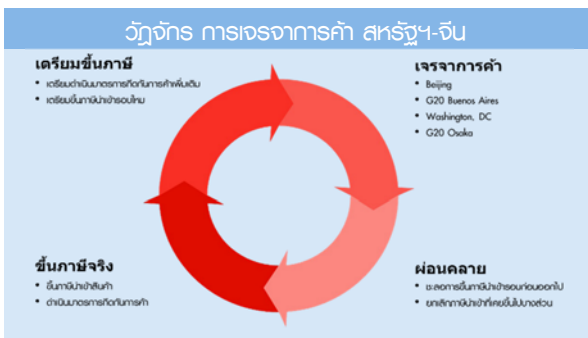 วัฏจักร การเจรจาการค้า สหรัฐฯ-จีน
เตรียมขึ้นภาษี
• เตรียมดำเนินมาตรการกีดกันการค้าเพิ่มเติม
• เตรียมขึ้นภาษีนำเข้ารอบใหม่
เจรจาการค้า
• Beijing
• G20 Buenos Aires
• Washington, DC
• G20 Osaka
ขึ้นภาษีจริง
• ขึ้นภาษีนำเข้าสินค้า
• ดำเนินมาตรการกีดกันการค้า
ผ่อนคลาย
• ชะลอการขึ้นภาษีนำเข้ารอบก่อนออกไป
• ยกเลิกภาษีนำเข้าที่เคยขึ้นไปบางส่วน